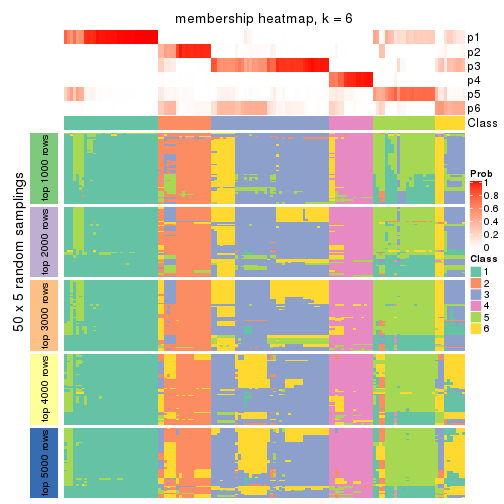 membership heatmap, k = 6
p1
p2
p3
p4
p5
p6
Class
50 x 5 random samplings
top 1000 rows
top 2000 rows
top 3000 rows
top 4000 rows
top 5000 rows
Prob
1
0.8
0.6
0.4
0.2
0
Class
1
2
3
4
5
6